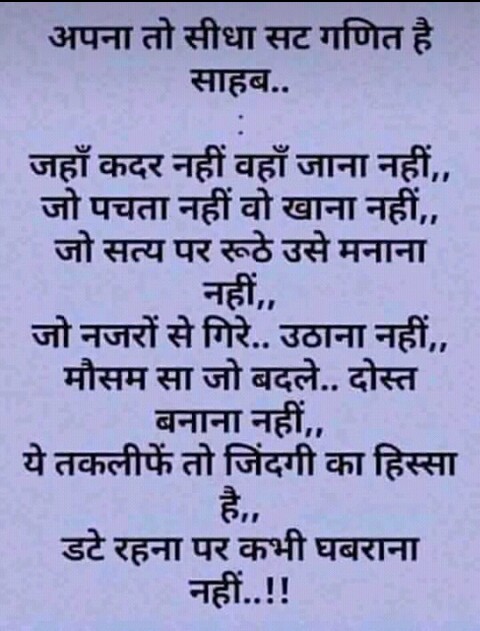 अपना तो सीधा सट गणित है
साहब..
:
जहाँ कदर नहीं वहाँ जाना नहीं,,
जो पचता नहीं वो खाना नहीं,,
जो सत्य पर रूठे उसे मनाना
नहीं,,
जो नजरों से गिरे.. उठाना नहीं,,
मौसम सा जो बदले.. दोस्त
बनाना नहीं,,
ये तकलीफें तो जिंदगी का हिस्सा
है,,
डटे रहना पर कभी घबराना
नहीं..!!